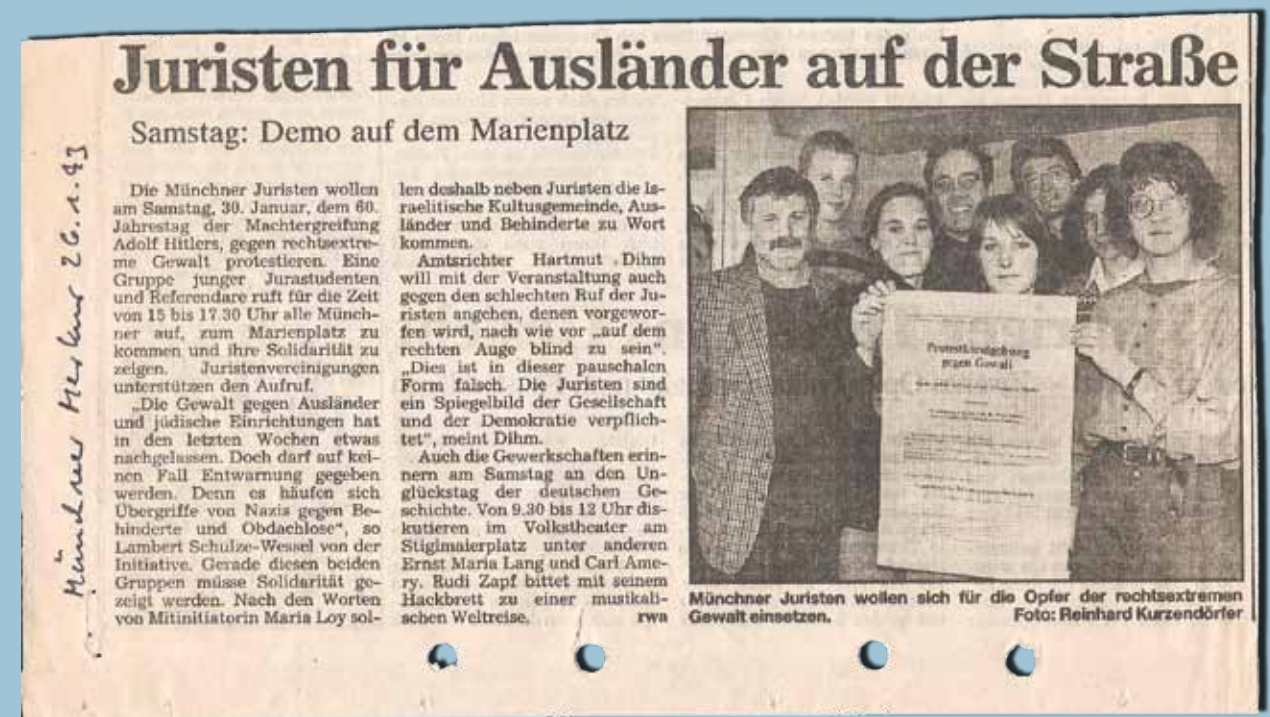 Juristen für Ausländer auf der Straße
Samstag: Demo auf dem Marienplatz
Münchner Merkur 26.1.93
Die Münchner Juristen wollen
am Samstag, 30. Januar, dem 60.
Jahrestag der Machtergreifung
Adolf Hitlers, gegen rechtsextre-
me Gewalt protestieren. Eine
Gruppe junger Jurastudenten
und Referendare ruft für die Zeit
von 15 bis 17.30 Uhr alle Münch-
ner auf, zum Marienplatz zu
kommen und ihre Solidarität zu
zeigen. Juristenvereinigungen
unterstützen den Aufruf.
„Die Gewalt gegen Ausländer
und jüdische Einrichtungen hat
in den letzten Wochen etwas
nachgelassen. Doch darf auf kei-
nen Fall Entwarnung gegeben
werden. Denn es häufen sich
Übergriffe von Nazis gegen Be-
hinderte und Obdachlose“, so
Lambert Schulze-Wessel von der
Initiative. Gerade diesen beiden
Gruppen müsse Solidarität ge-
zeigt werden. Nach den Worten
von Mitinitiatorin Maria Loy sol-
len deshalb neben Juristen die Is-
raelitische Kultusgemeinde, Aus-
länder und Behinderte zu Wort
kommen.
Amtsrichter Hartmut Dihm
will mit der Veranstaltung auch
gegen den schlechten Ruf der Ju-
risten angehen, denen vorgewor-
fen wird, nach wie vor „auf dem
rechten Auge blind zu sein“.
„Dies ist in dieser pauschalen
Form falsch. Die Juristen sind
ein Spiegelbild der Gesellschaft
und der Demokratie verpflich-
tet“, meint Dihm.
Auch die Gewerkschaften erin-
nern am Samstag an den Un-
glückstag der deutschen Ge-
schichte. Von 9.30 bis 12 Uhr dis-
kutieren im Volkstheater am
Stiglmaierplatz unter anderen
Ernst Maria Lang und Carl Ame-
ry. Rudi Zapf bittet mit seinem
Hackbrett zu einer musikali-
schen Weltreise. rwn
Protestkundgebung
gegen Gewalt
Münchner Juristen wollen sich für die Opfer der rechtsextremen
Gewalt einsetzen. Foto: Reinhard Kurzendörfer